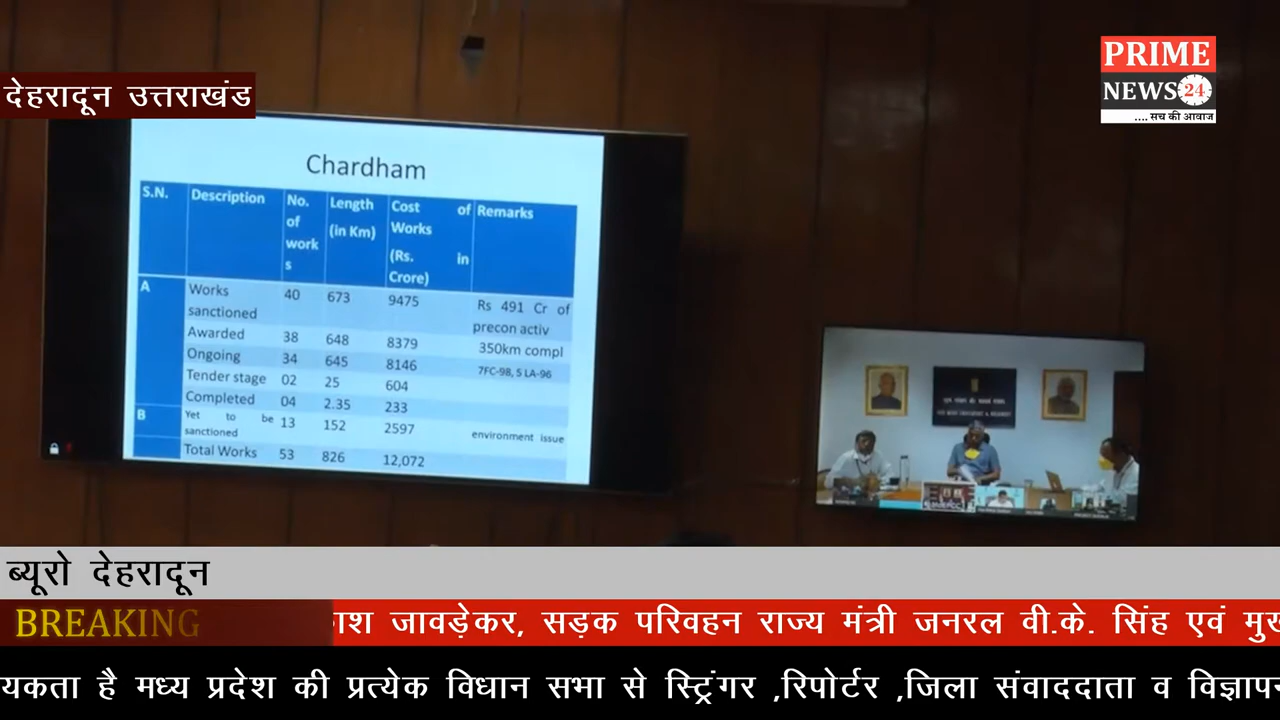 PRIME
NEWS 24
.... सच की आवाज
देहरादून उत्तराखंड
Chardham
S.N. Description No. of works Length (in Km) Cost of Works (Rs. in Crore) Remarks
A Works sanctioned 40 673 9475 Rs 491 Cr of precon activ
Awarded 38 648 8379 350km compl
Ongoing 34 645 8146 7FC-98, 5 LA-96
Tender stage 02 25 604
Completed 04 2.35 233
B Yet to be sanctioned 13 152 2597 environment issue
Total Works 53 826 12,072
ब्यूरो देहरादून
BREAKING
ाश जावड़ेकर, सड़क परिवहन राज्य मंत्री जनरल वी.के. सिंह एवं मुख
यकता है मध्य प्रदेश की प्रत्येक विधान सभा से स्ट्रिंगर ,रिपोर्टर ,जिला संवाददाता व विज्ञापन